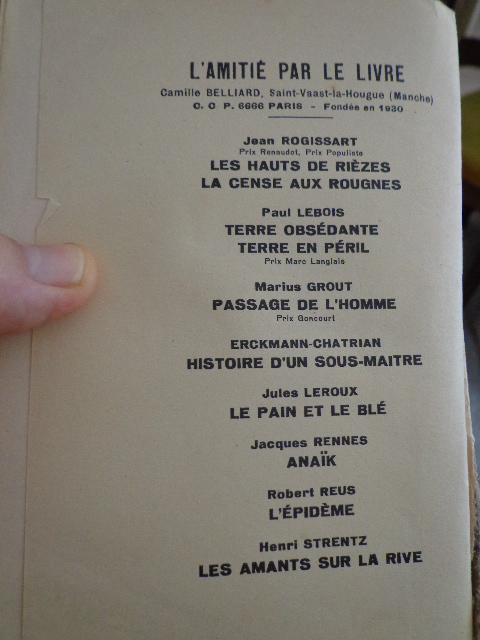 L'AMITIÉ PAR LE LIVRE
Camille BELLIARD, Saint-Vaast-la-Hougue (Manche)
C. C P. 6666 PARIS - Fondée en 1930
Jean ROGISSART
Prix Renaudot, Prix Populiste
LES HAUTS DE RIÈZES
LA CENSE AUX ROUGNES
Paul LEBOIS
TERRE OBSÉDANTE
TERRE EN PÉRIL
Prix Marc Langlais
Marius GROUT
PASSAGE DE L'HOMME
Prix Goncourt
ERCKMANN-CHATRIAN
HISTOIRE D'UN SOUS-MAITRE
Jules LEROUX
LE PAIN ET LE BLÉ
Jacques RENNES
ANAÏK
Robert REUS
L'ÉPIDÈME
Henri STRENTZ
LES AMANTS SUR LA RIVE